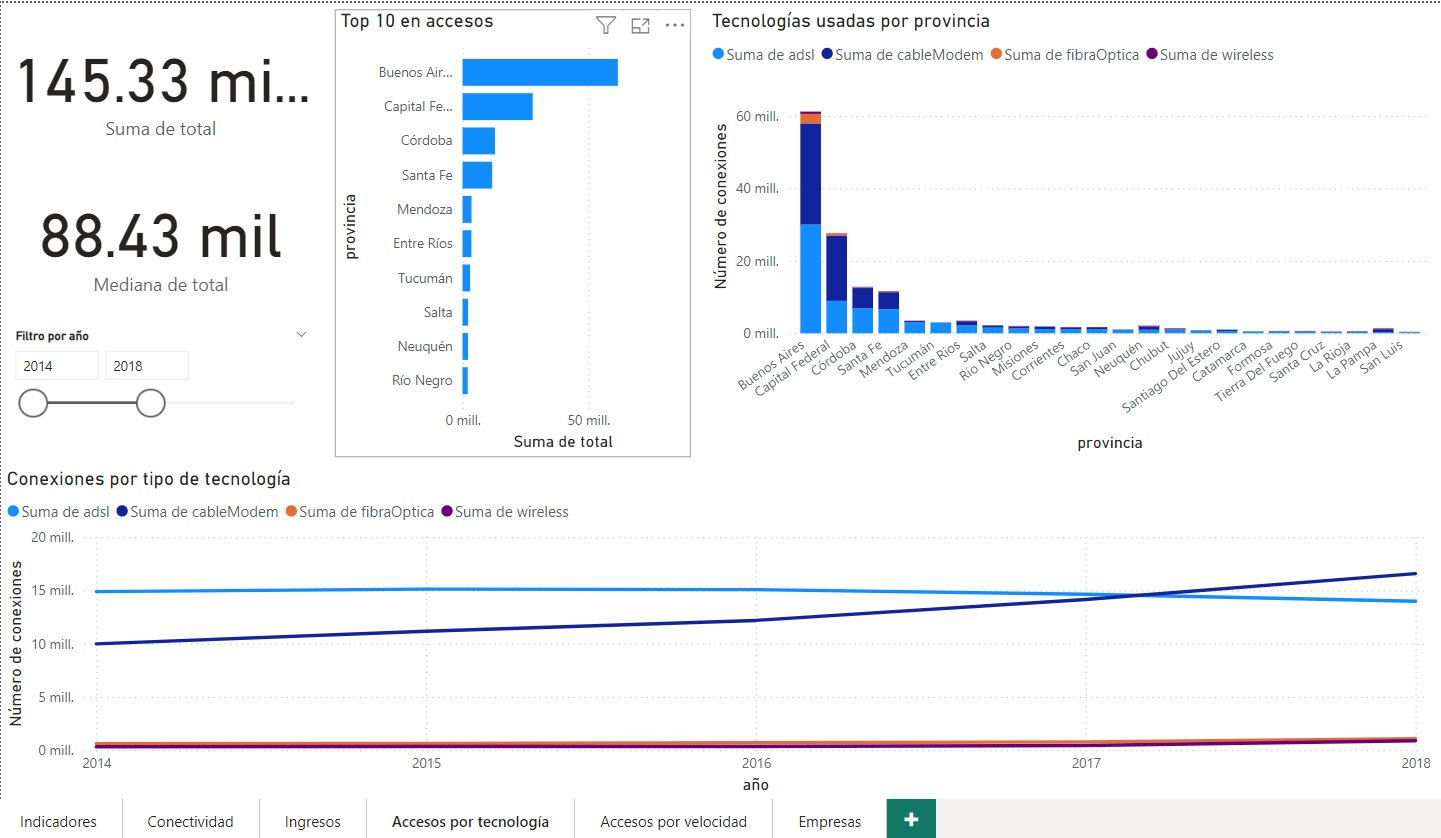 145.33 mi...
Suma de total
88.43 mil
Mediana de total
Filtro por año
2014 2018
Top 10 en accesos
provincia
Buenos Air...
Capital Fe...
Córdoba
Santa Fe
Mendoza
Entre Ríos
Tucumán
Salta
Neuquén
Río Negro
0 mill. 50 mill.
Suma de total
Tecnologías usadas por provincia
Suma de adsl Suma de cableModem Suma de fibraOptica Suma de wireless
Número de conexiones
60 mill.
40 mill.
20 mill.
0 mill.
Buenos Aires
Capital Federal
Córdoba
Santa Fe
Mendoza
Tucumán
Entre Ríos
Salta
Río Negro
Misiones
Corrientes
Chaco
San Juan
Neuquén
Chubut
Jujuy
Santiago Del Estero
Catamarca
Formosa
Tierra Del Fuego
Santa Cruz
La Rioja
La Pampa
San Luis
provincia
Conexiones por tipo de tecnología
Suma de adsl Suma de cableModem Suma de fibraOptica Suma de wireless
Número de conexiones
20 mill.
15 mill.
10 mill.
5 mill.
0 mill.
2014 2015 2016 2017 2018
año
Indicadores Conectividad Ingresos Accesos por tecnología Accesos por velocidad Empresas +